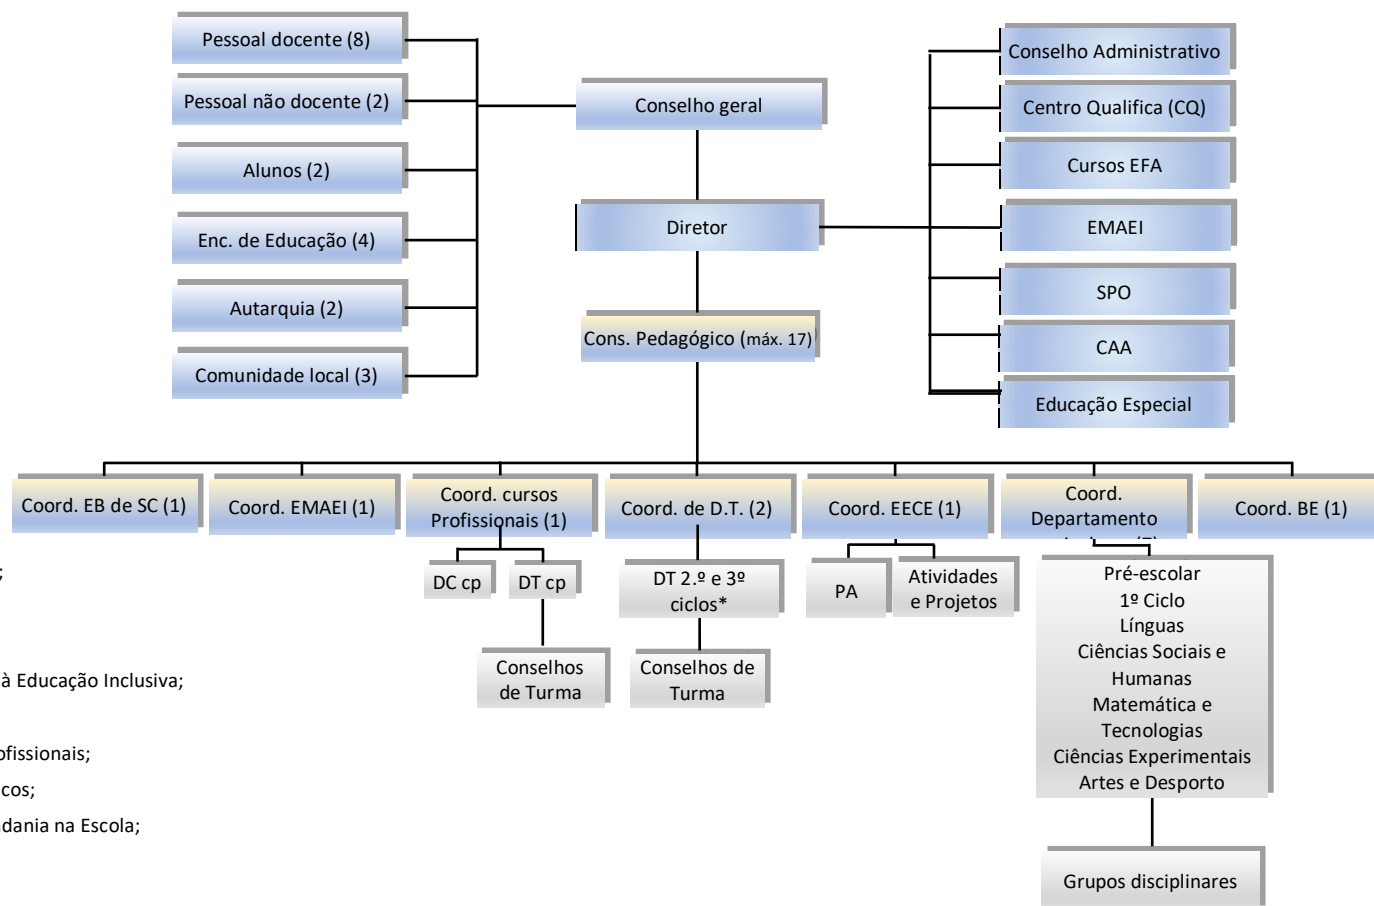 Pessoal docente (8)
Pessoal não docente (2)
Alunos (2)
Enc. de Educação (4)
Autarquia (2)
Comunidade local (3)
Conselho geral
Diretor
Cons. Pedagógico (máx. 17)
Conselho Administrativo
Centro Qualifica (CQ)
Cursos EFA
EMAEI
SPO
CAA
Educação Especial
Coord. EB de SC (1)
Coord. EMAEI (1)
Coord. cursos
Profissionais (1)
Coord. de D.T. (2)
Coord. EECE (1)
Coord.
Departamento
Coord. BE (1)
DC cp
DT cp
Conselhos
de Turma
DT 2.º e 3º
ciclos*
Conselhos de
Turma
PA
Atividades
e Projetos
Pré-escolar
1º Ciclo
Línguas
Ciências Sociais e
Humanas
Matemática e
Tecnologias
Ciências Experimentais
Artes e Desporto
Grupos disciplinares
;
à Educação Inclusiva;
ofissionais;
cos;
dania na Escola;